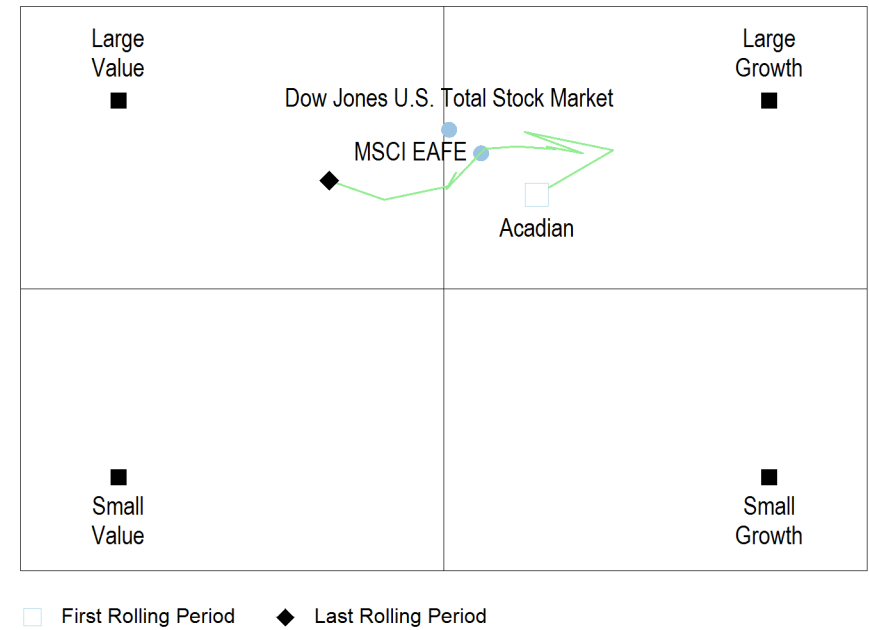 Large
Value
Large
Growth
Dow Jones U.S. Total Stock Market
MSCI EAFE
Acadian
Small
Value
Small
Growth
First Rolling Period
Last Rolling Period